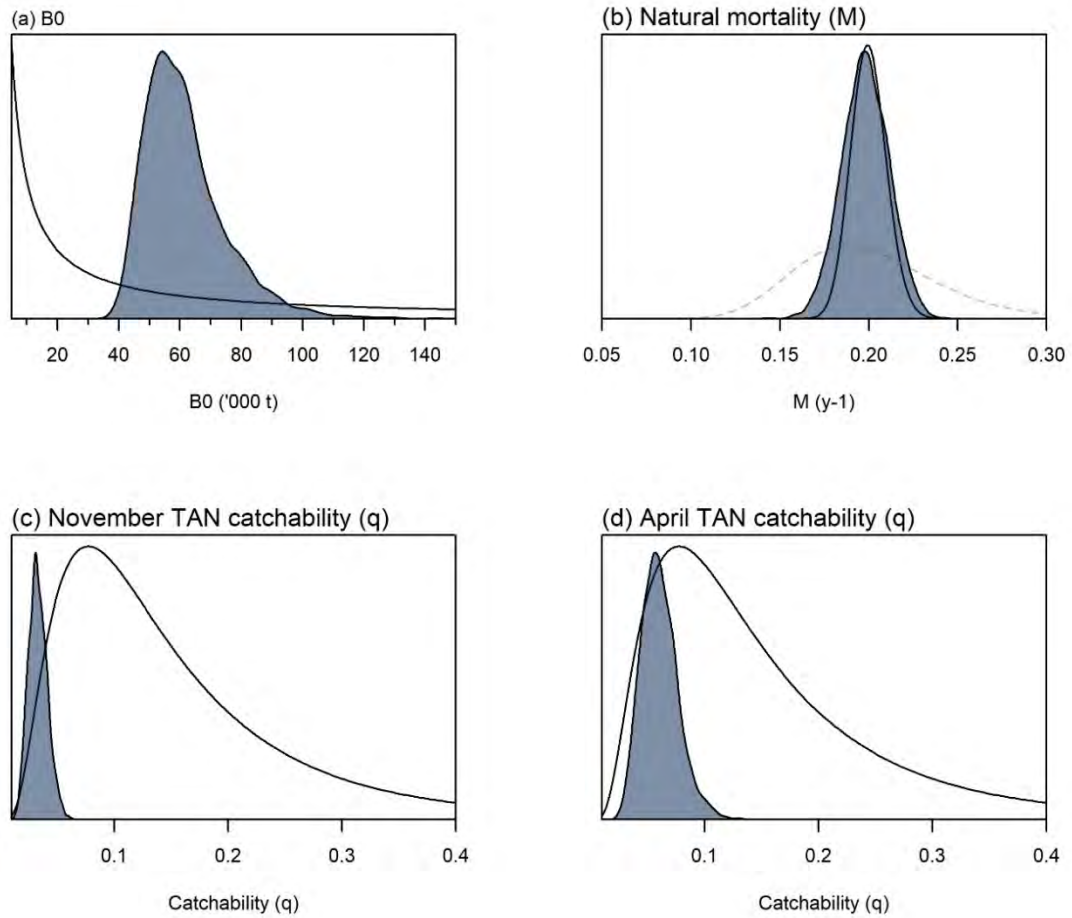 (a) B0
(b) Natural mortality (M)
20 40 60 80 100 120 140
0.05 0.10 0.15 0.20 0.25 0.30
B0 ('000 t)
M (y-1)
(c) November TAN catchability (q)
(d) April TAN catchability (q)
0.1 0.2 0.3 0.4
0.1 0.2 0.3 0.4
Catchability (q)
Catchability (q)